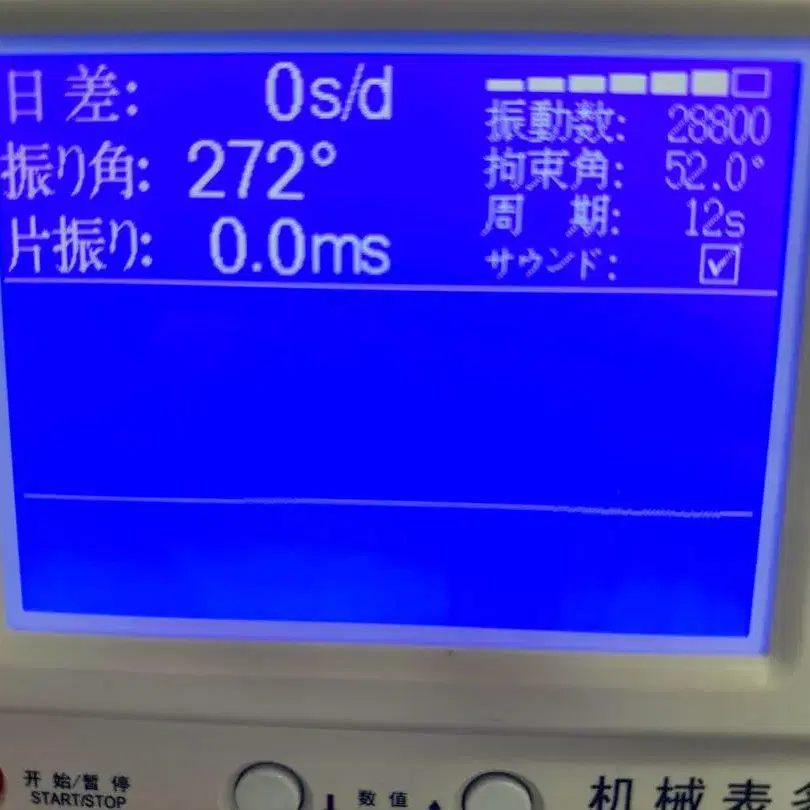 日差: 0s/d
振り角: 272°
片振り: 0.0ms
振動数: 28800
拘束角: 52.0°
周 期: 12s
サウンド:
开始/暂停
START/STOP
数值
机械表